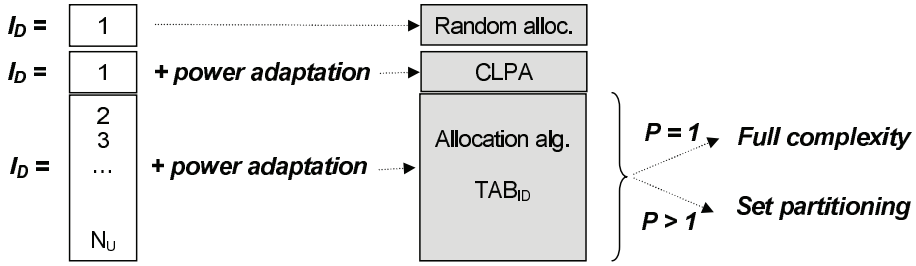 I_D = 1 Random alloc.
I_D = 1 + power adaptation CLPA
2
3
I_D = ... + power adaptation Allocation alg.
TAB_ID
N_U
P = 1 Full complexity
P > 1 Set partitioning